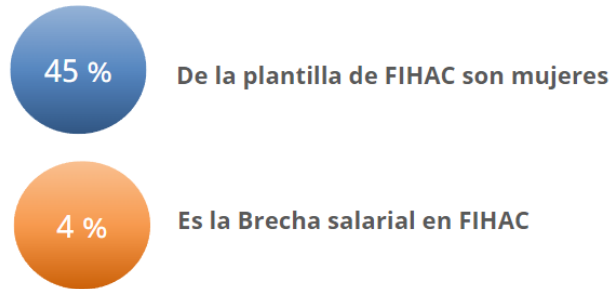 45 %
De la plantilla de FIHAC son mujeres
4 %
Es la Brecha salarial en FIHAC